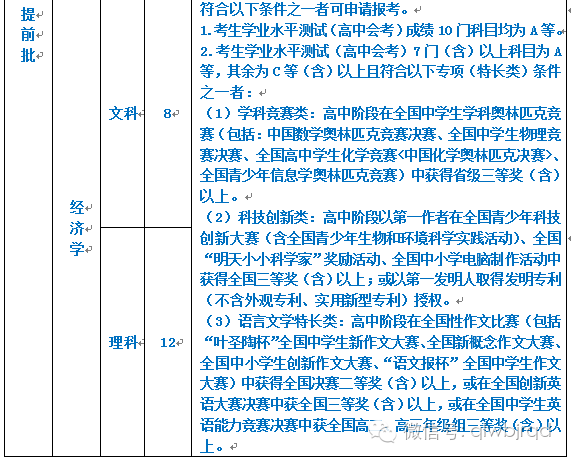 提
前
批
经
济
学
文科
8
理科
12
符合以下条件之一者可申请报考。
1.考生学业水平测试（高中会考）成绩10门科目均为A等。
2.考生学业水平测试（高中会考）7门（含）以上科目为A
等，其余为C等（含）以上且符合以下专项（特长类）条件
之一者：
（1）学科竞赛类：高中阶段在全国中学生学科奥林匹克竞
赛（包括：中国数学奥林匹克竞赛决赛、全国中学生物理竞
赛决赛、全国高中学生化学竞赛<中国化学奥林匹克决赛>、
全国青少年信息学奥林匹克竞赛）中获得省级三等奖（含）
以上。
（2）科技创新类：高中阶段以第一作者在全国青少年科技
创新大赛（含全国青少年生物和环境科学实践活动）、全国
“明天小小科学家”奖励活动、全国中小学电脑制作活动中
获得全国三等奖（含）以上；或以第一发明人取得发明专利
（不含外观专利、实用新型专利）授权。
（3）语言文学特长类：高中阶段在全国性作文比赛（包括
“叶圣陶杯”全国中学生新作文大赛、全国新概念作文大赛、
全国中小学生创新作文大赛、“语文报杯”全国中学生作文
大赛）中获得全国决赛二等奖（含）以上，或在全国创新英
语大赛决赛中获全国三等奖（含）以上，或在全国中学生英
语能力竞赛决赛中获全国高 高三年级组三等奖（含）以
上。
微信号: qlwbjrqd